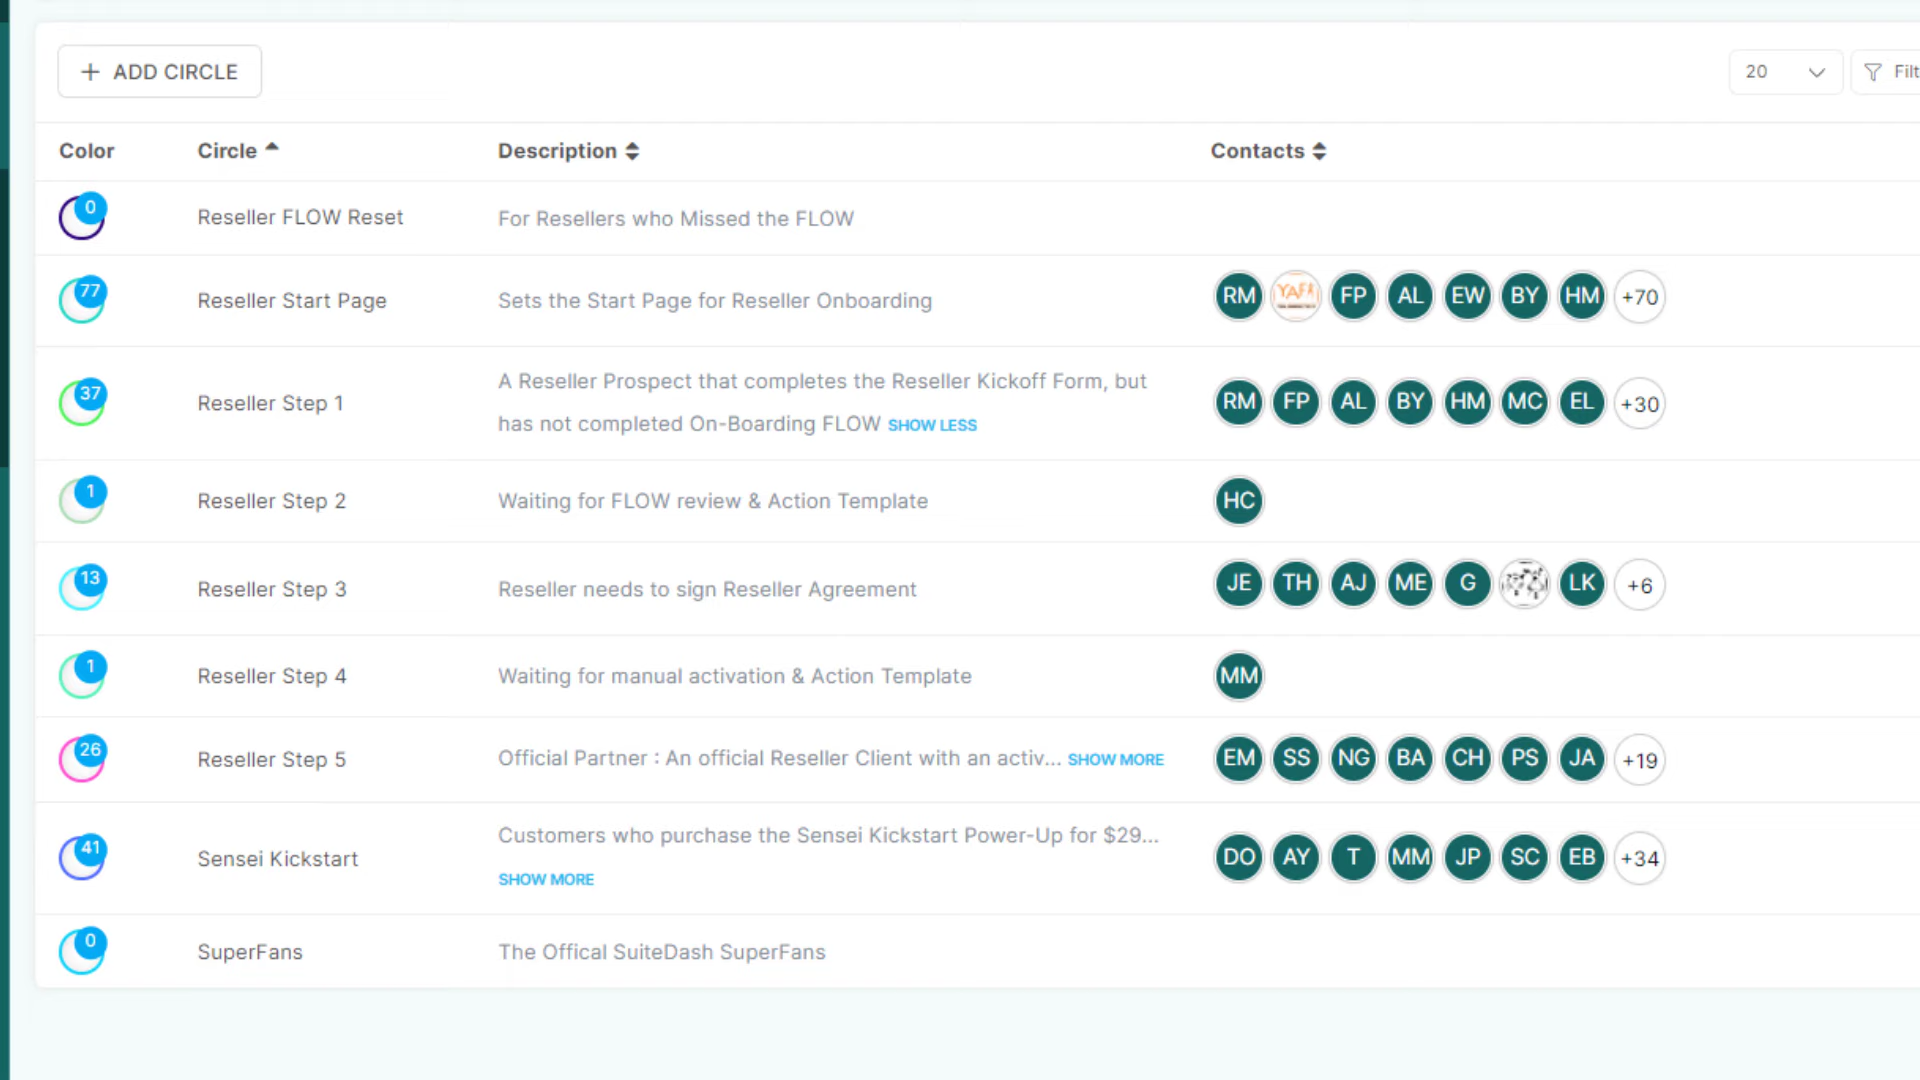 ADD CIRCLE
20
Filt
Color Circle Description Contacts
0 Reseller FLOW Reset For Resellers who Missed the FLOW
77 Reseller Start Page Sets the Start Page for Reseller Onboarding RM YAFR FP AL EW BY HM +70
37 Reseller Step 1 A Reseller Prospect that completes the Reseller Kickoff Form, but
has not completed On-Boarding FLOW SHOW LESS
RM FP AL BY HM MC EL +30
1 Reseller Step 2 Waiting for FLOW review & Action Template HC
13 Reseller Step 3 Reseller needs to sign Reseller Agreement JE TH AJ ME G LK +6
1 Reseller Step 4 Waiting for manual activation & Action Template MM
26 Reseller Step 5 Official Partner : An official Reseller Client with an activ... SHOW MORE EM SS NG BA CH PS JA +19
41 Sensei Kickstart Customers who purchase the Sensei Kickstart Power-Up for $29...
SHOW MORE
DO AY T MM JP SC EB +34
0 SuperFans The Offical SuiteDash SuperFans